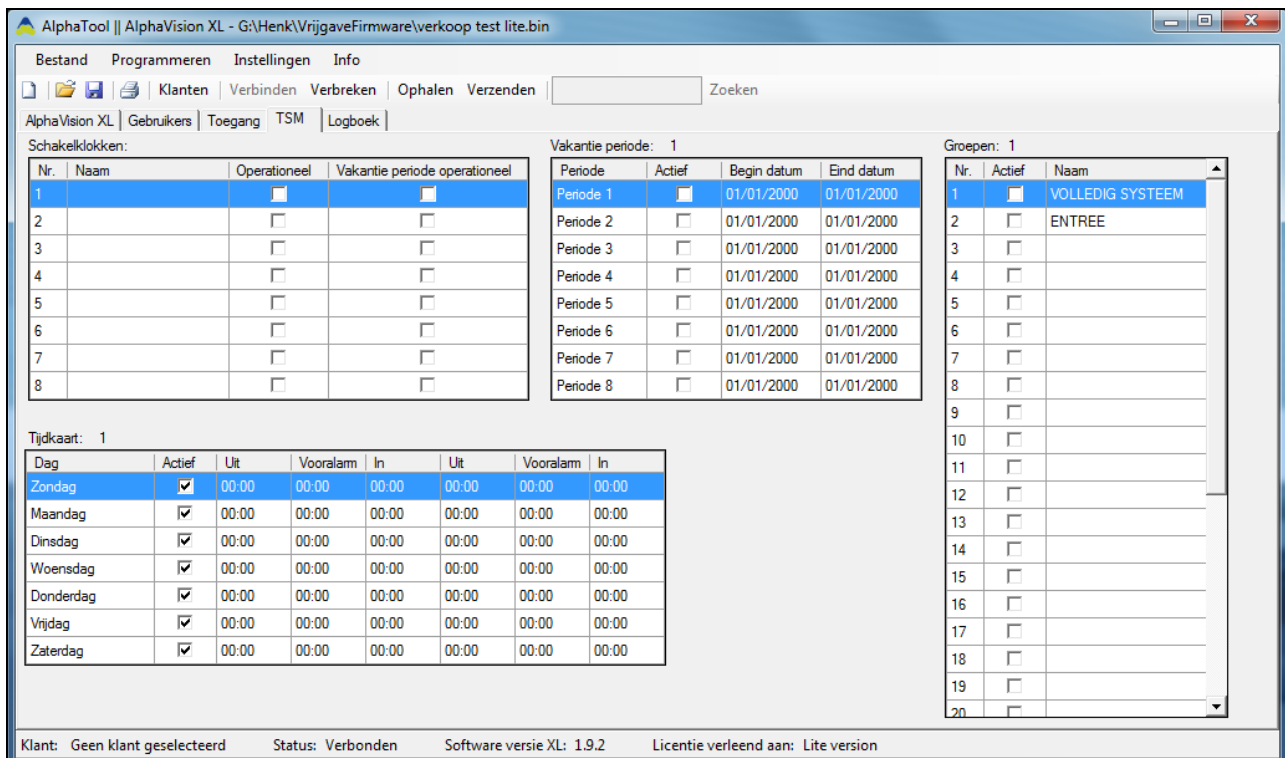 AlphaTool || AlphaVision XL - G:\Henk\VrijgaveFirmware\verkoop test lite.bin
Bestand Programmeren Instellingen Info
Klanten Verbinden Verbreken Ophalen Verzenden Zoeken
AlphaVision XL Gebruikers Toegang TSM Logboek
Schakelklokken:
Nr. Naam Operationeel Vakantie periode operationeel
1
2
3
4
5
6
7
8
Vakantie periode: 1
Periode Actief Begin datum Eind datum
Periode 1 01/01/2000 01/01/2000
Periode 2 01/01/2000 01/01/2000
Periode 3 01/01/2000 01/01/2000
Periode 4 01/01/2000 01/01/2000
Periode 5 01/01/2000 01/01/2000
Periode 6 01/01/2000 01/01/2000
Periode 7 01/01/2000 01/01/2000
Periode 8 01/01/2000 01/01/2000
Groepen: 1
Nr. Actief Naam
1 VOLLEDIG SYSTEEM
2 ENTREE
3
4
5
6
7
8
9
10
11
12
13
14
15
16
17
18
19
20
Tijdkaart: 1
Dag Actief Uit Vooralarm In Uit Vooralarm In
Zondag 00:00 00:00 00:00 00:00 00:00 00:00
Maandag 00:00 00:00 00:00 00:00 00:00 00:00
Dinsdag 00:00 00:00 00:00 00:00 00:00 00:00
Woensdag 00:00 00:00 00:00 00:00 00:00 00:00
Donderdag 00:00 00:00 00:00 00:00 00:00 00:00
Vrijdag 00:00 00:00 00:00 00:00 00:00 00:00
Zaterdag 00:00 00:00 00:00 00:00 00:00 00:00
Klant: Geen klant geselecteerd Status: Verbonden Software versie XL: 1.9.2 Licentie verleend aan: Lite version